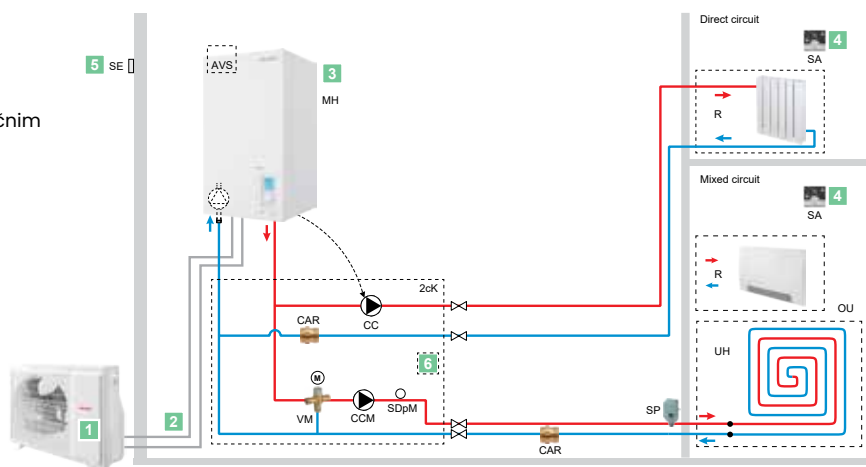 Direct circuit
4
SA
5 SE
AVS
3
MH
čnim
R
Mixed circuit
4
SA
R
2cK
CC
CAR
OU
6
UH
M
SDpM
VM
CCM
SP
1
2
CAR